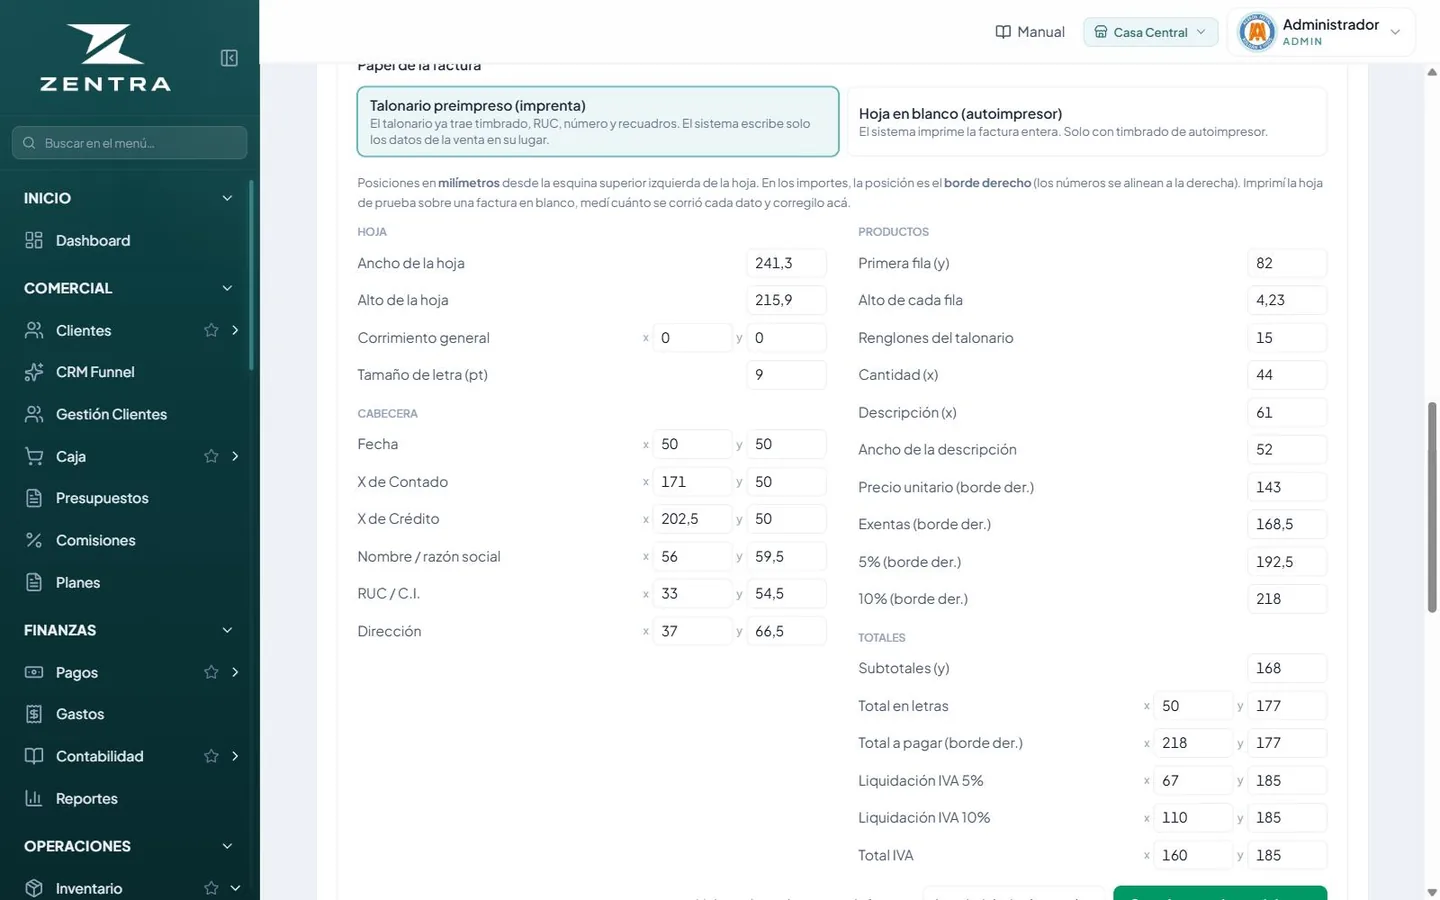 ZENTRA
Buscar en el menú...
INICIO
Dashboard
COMERCIAL
Clientes
CRM Funnel
Gestión Clientes
Caja
Presupuestos
Comisiones
Planes
FINANZAS
Pagos
Gastos
Contabilidad
Reportes
OPERACIONES
Inventario
Manual
Casa Central
Administrador
ADMIN
Papel de la factura
Talonario preimpreso (imprenta)
El talonario ya trae timbrado, RUC, número y recuadros. El sistema escribe solo
los datos de la venta en su lugar.
Hoja en blanco (autoimpresor)
El sistema imprime la factura entera. Solo con timbrado de autoimpresor.
Posiciones en milímetros desde la esquina superior izquierda de la hoja. En los importes, la posición es el borde derecho (los números se alinean a la derecha). Imprimí la hoja
de prueba sobre una factura en blanco, medí cuánto se corrió cada dato y corregilo acá.
HOJA
Ancho de la hoja 241,3
Alto de la hoja 215,9
Corrimiento general x 0 y 0
Tamaño de letra (pt) 9
CABECERA
Fecha x 50 y 50
X de Contado x 171 y 50
X de Crédito x 202,5 y 50
Nombre / razón social x 56 y 59,5
RUC / C.I. x 33 y 54,5
Dirección x 37 y 66,5
PRODUCTOS
Primera fila (y) 82
Alto de cada fila 4,23
Renglones del talonario 15
Cantidad (x) 44
Descripción (x) 61
Ancho de la descripción 52
Precio unitario (borde der.) 143
Exentas (borde der.) 168,5
5% (borde der.) 192,5
10% (borde der.) 218
TOTALES
Subtotales (y) 168
Total en letras x 50 y 177
Total a pagar (borde der.) x 218 y 177
Liquidación IVA 5% x 67 y 185
Liquidación IVA 10% x 110 y 185
Total IVA x 160 y 185